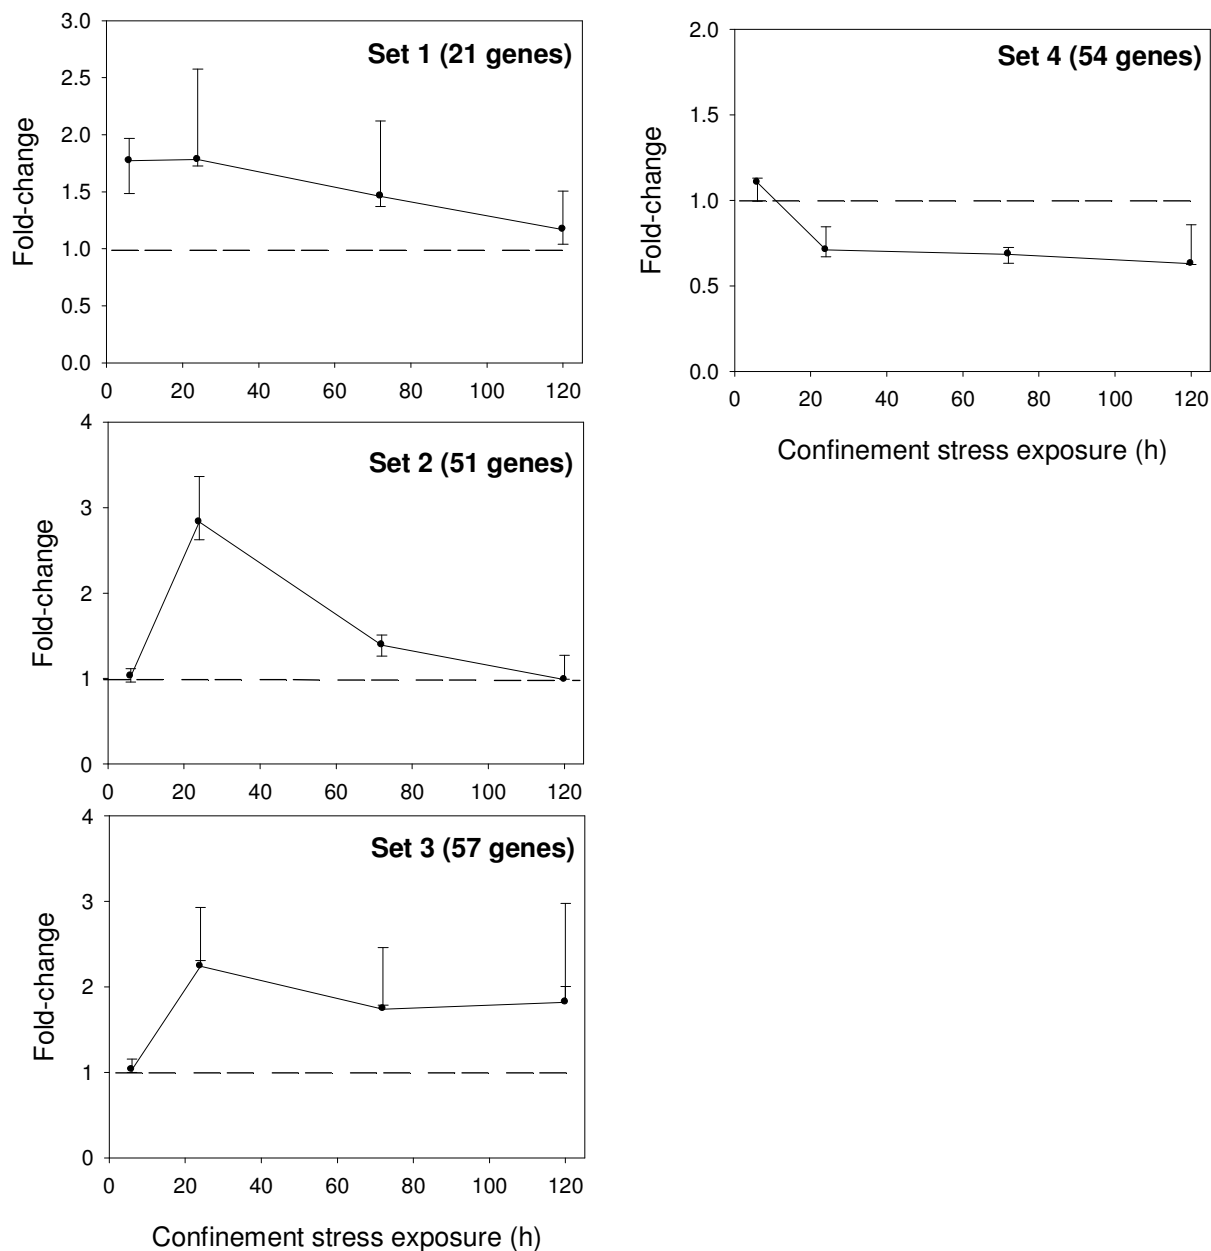 Set 1 (21 genes)
Fold-change
3.0
2.5
2.0
1.5
1.0
0.5
0.0
0 20 40 60 80 100 120
Set 2 (51 genes)
Fold-change
4
3
2
1
0
0 20 40 60 80 100 120
Set 3 (57 genes)
Fold-change
4
3
2
1
0
0 20 40 60 80 100 120
Confinement stress exposure (h)
Set 4 (54 genes)
Fold-change
2.0
1.5
1.0
0.5
0.0
0 20 40 60 80 100 120
Confinement stress exposure (h)